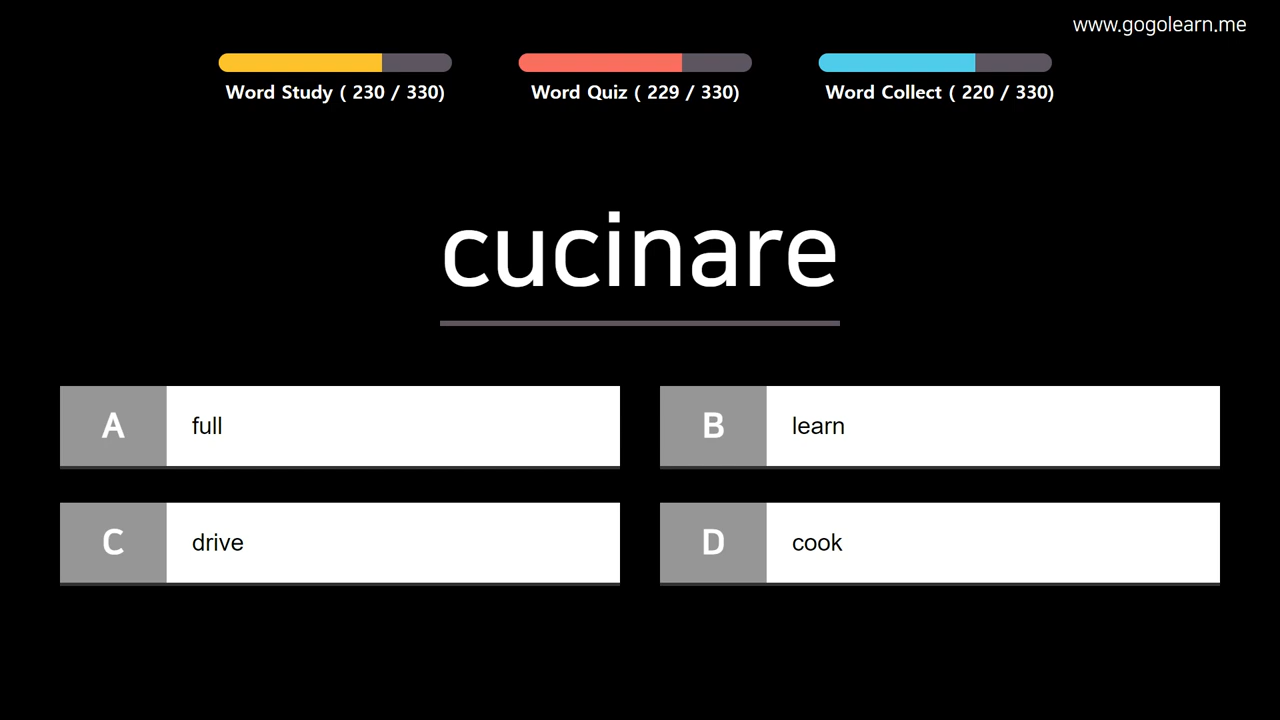 www.gogolearn.me
Word Study ( 230 / 330)
Word Quiz ( 229 / 330)
Word Collect ( 220 / 330)
cucinare
A
full
B
learn
C
drive
D
cook